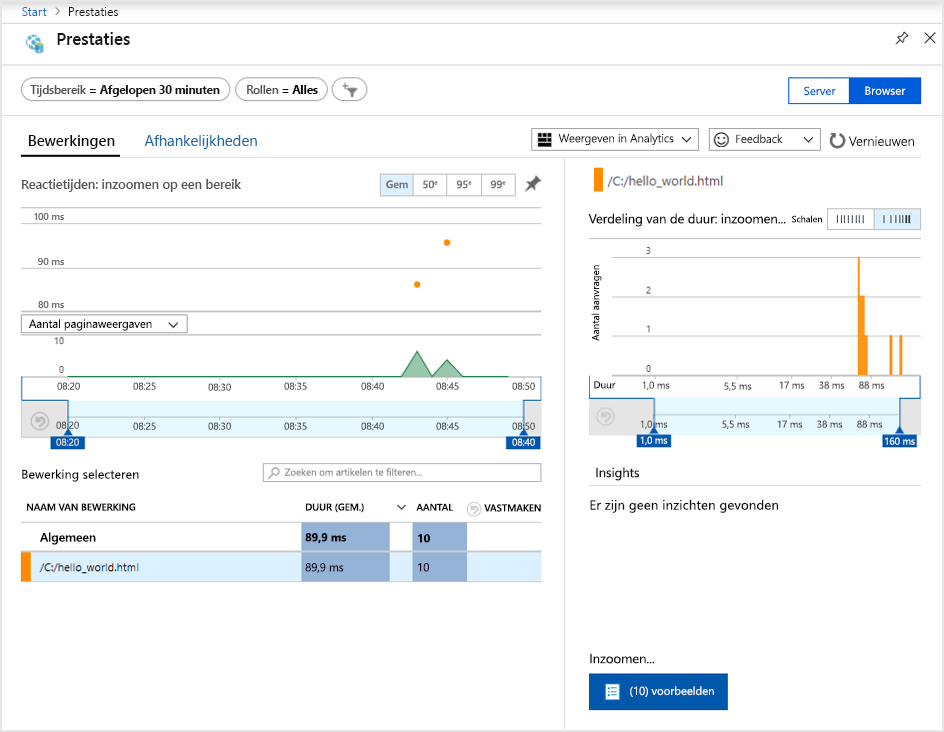 Start > Prestaties
Prestaties
Tijdsbereik = Afgelopen 30 minuten
Rollen = Alles
Server
Browser
Bewerkingen
Afhankelijkheden
Weergeven in Analytics
Feedback
Vernieuwen
Reactietijden: inzoomen op een bereik
Gem
50e
95e
99e
100 ms
90 ms
80 ms
Aantal paginaweergaven
10
0
08:20 08:25 08:30 08:35 08:40 08:45 08:50
08:20 08:25 08:30 08:35 08:40 08:45 08:50
08:20 08:40
Bewerking selecteren
Zoeken om artikelen te filteren...
NAAM VAN BEWERKING DUUR (GEM.) AANTAL VASTMAKEN
Algemeen 89,9 ms 10
/C:/hello_world.html 89,9 ms 10
/C:/hello_world.html
Verdeling van de duur: inzoomen... Schalen
Aantal aanvragen
3
2
1
0
Duur 1,0 ms 5,5 ms 17 ms 38 ms 88 ms
1,0 ms 5,5 ms 17 ms 38 ms 88 ms
1,0 ms 160 ms
Insights
Er zijn geen inzichten gevonden
Inzoomen...
(10) voorbeelden